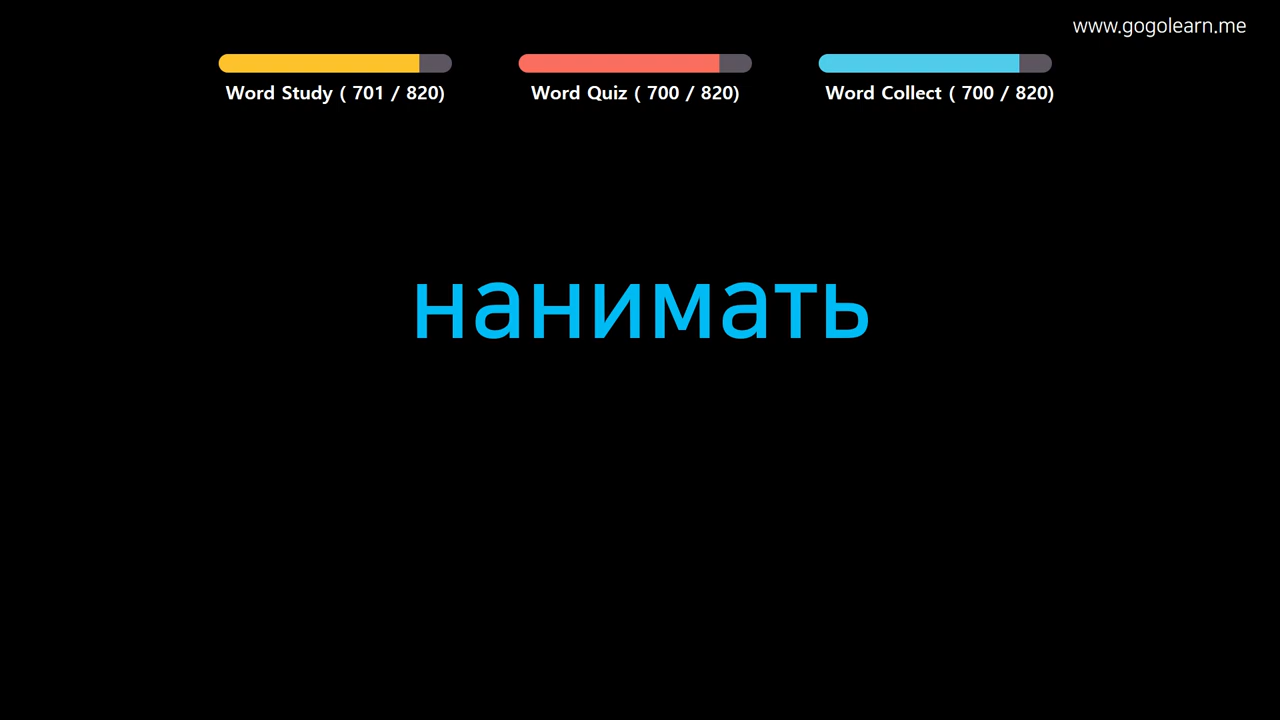 www.gogolearn.me
Word Study ( 701 / 820)
Word Quiz ( 700 / 820)
Word Collect ( 700 / 820)
нанимать